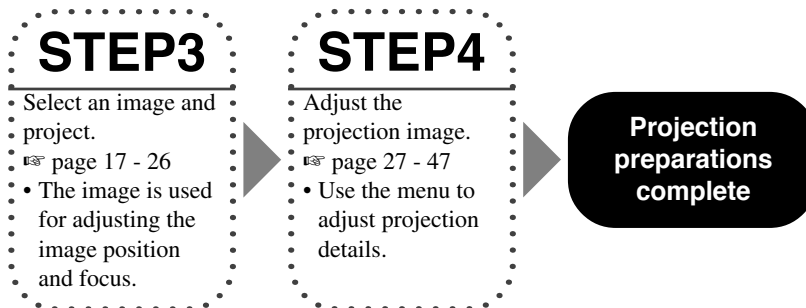 STEP3
Select an image and
project.
☞ page 17 - 26
• The image is used
for adjusting the
image position
and focus.
STEP4
Adjust the
projection image.
☞ page 27 - 47
• Use the menu to
adjust projection
details.
Projection
preparations
complete